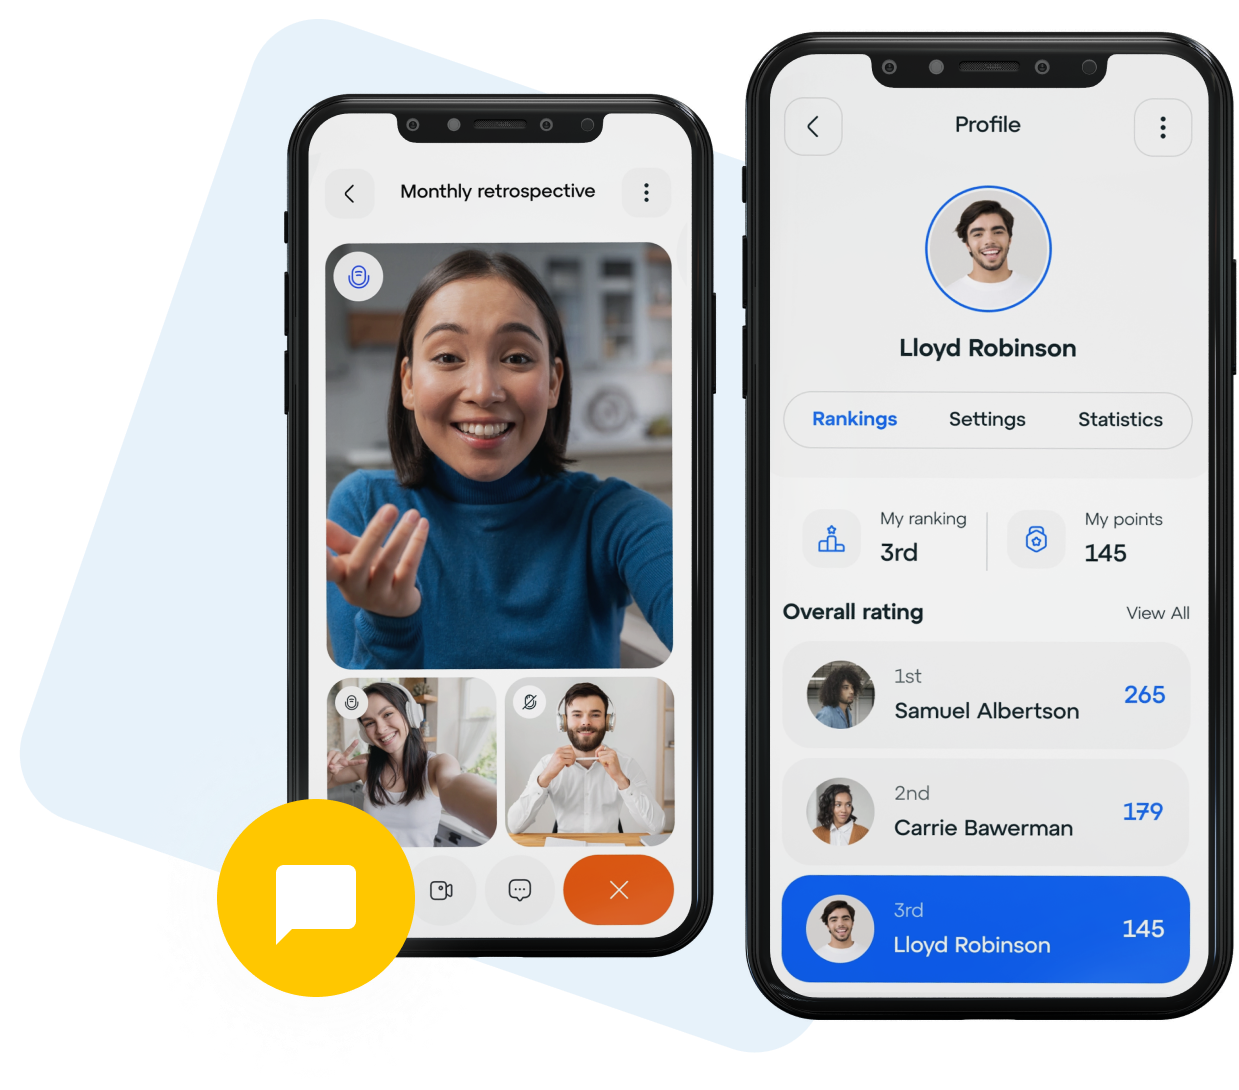 Monthly retrospective
Profile
Lloyd Robinson
Rankings
Settings
Statistics
My ranking
3rd
My points
145
Overall rating
View All
1st
Samuel Albertson
265
2nd
Carrie Bawerman
179
3rd
Lloyd Robinson
145